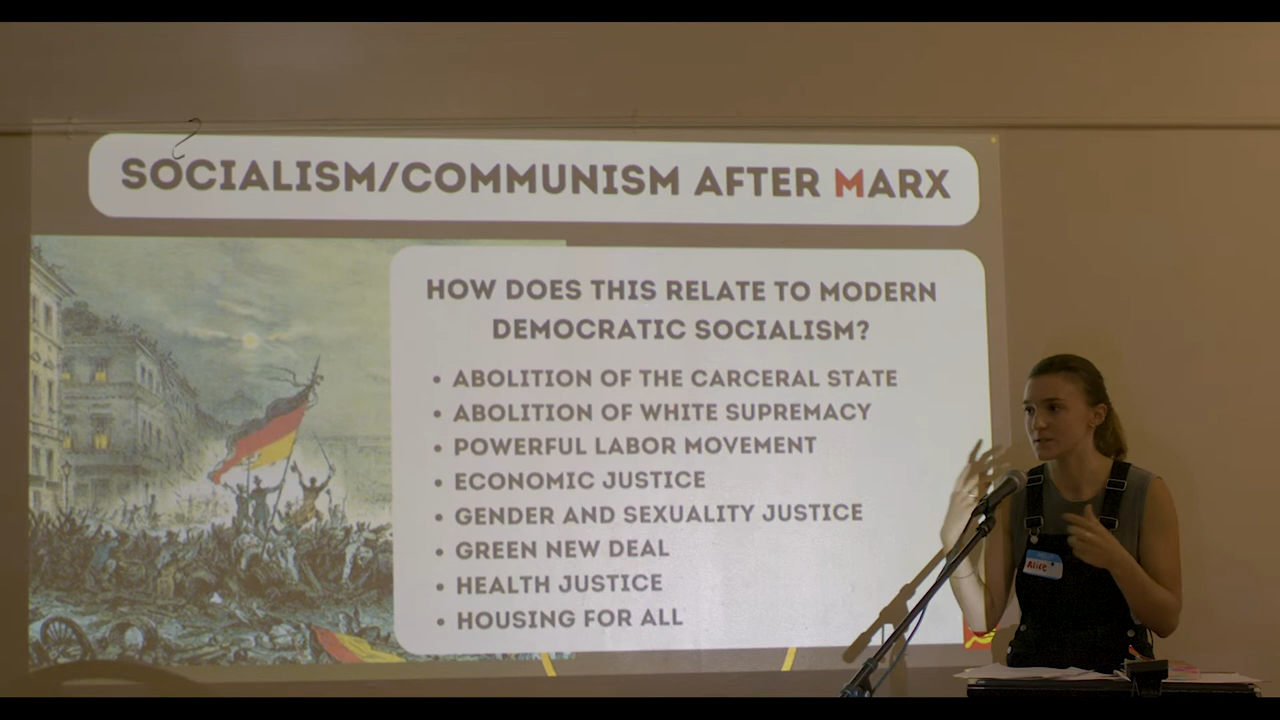 SOCIALISM/COMMUNISM AFTER MARX
HOW DOES THIS RELATE TO MODERN
DEMOCRATIC SOCIALISM?
• ABOLITION OF THE CARCERAL STATE
• ABOLITION OF WHITE SUPREMACY
• POWERFUL LABOR MOVEMENT
• ECONOMIC JUSTICE
• GENDER AND SEXUALITY JUSTICE
• GREEN NEW DEAL
• HEALTH JUSTICE
• HOUSING FOR ALL
Alice